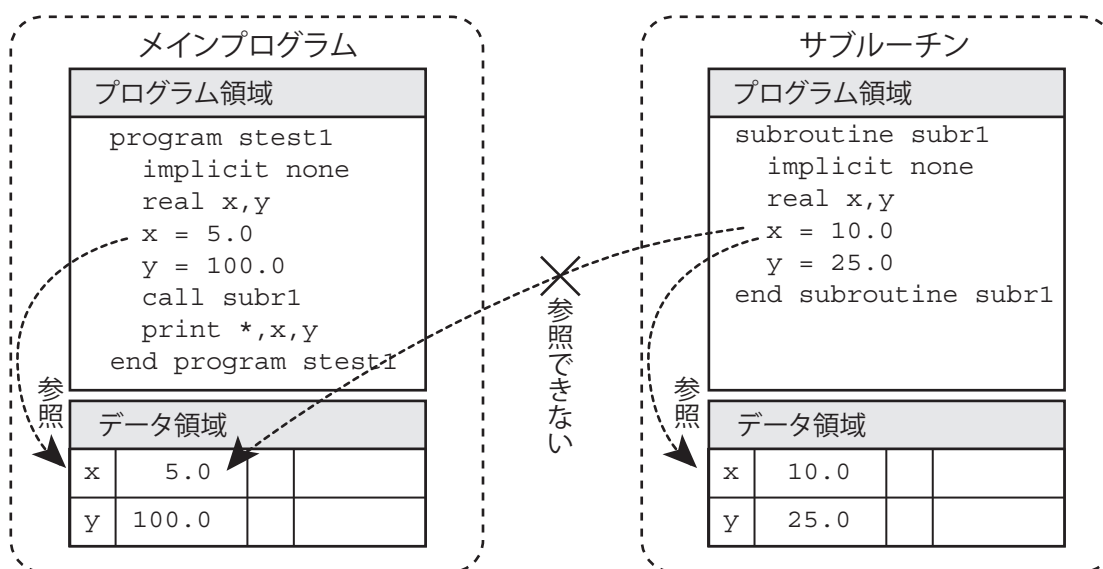 メインプログラム
プログラム領域
program stest1
implicit none
real x,y
x = 5.0
y = 100.0
call subr1
print *,x,y
end program stest1
参照
データ領域
x 5.0
y 100.0
参照できない
サブルーチン
プログラム領域
subroutine subr1
implicit none
real x,y
x = 10.0
y = 25.0
end subroutine subr1
参照
データ領域
x 10.0
y 25.0